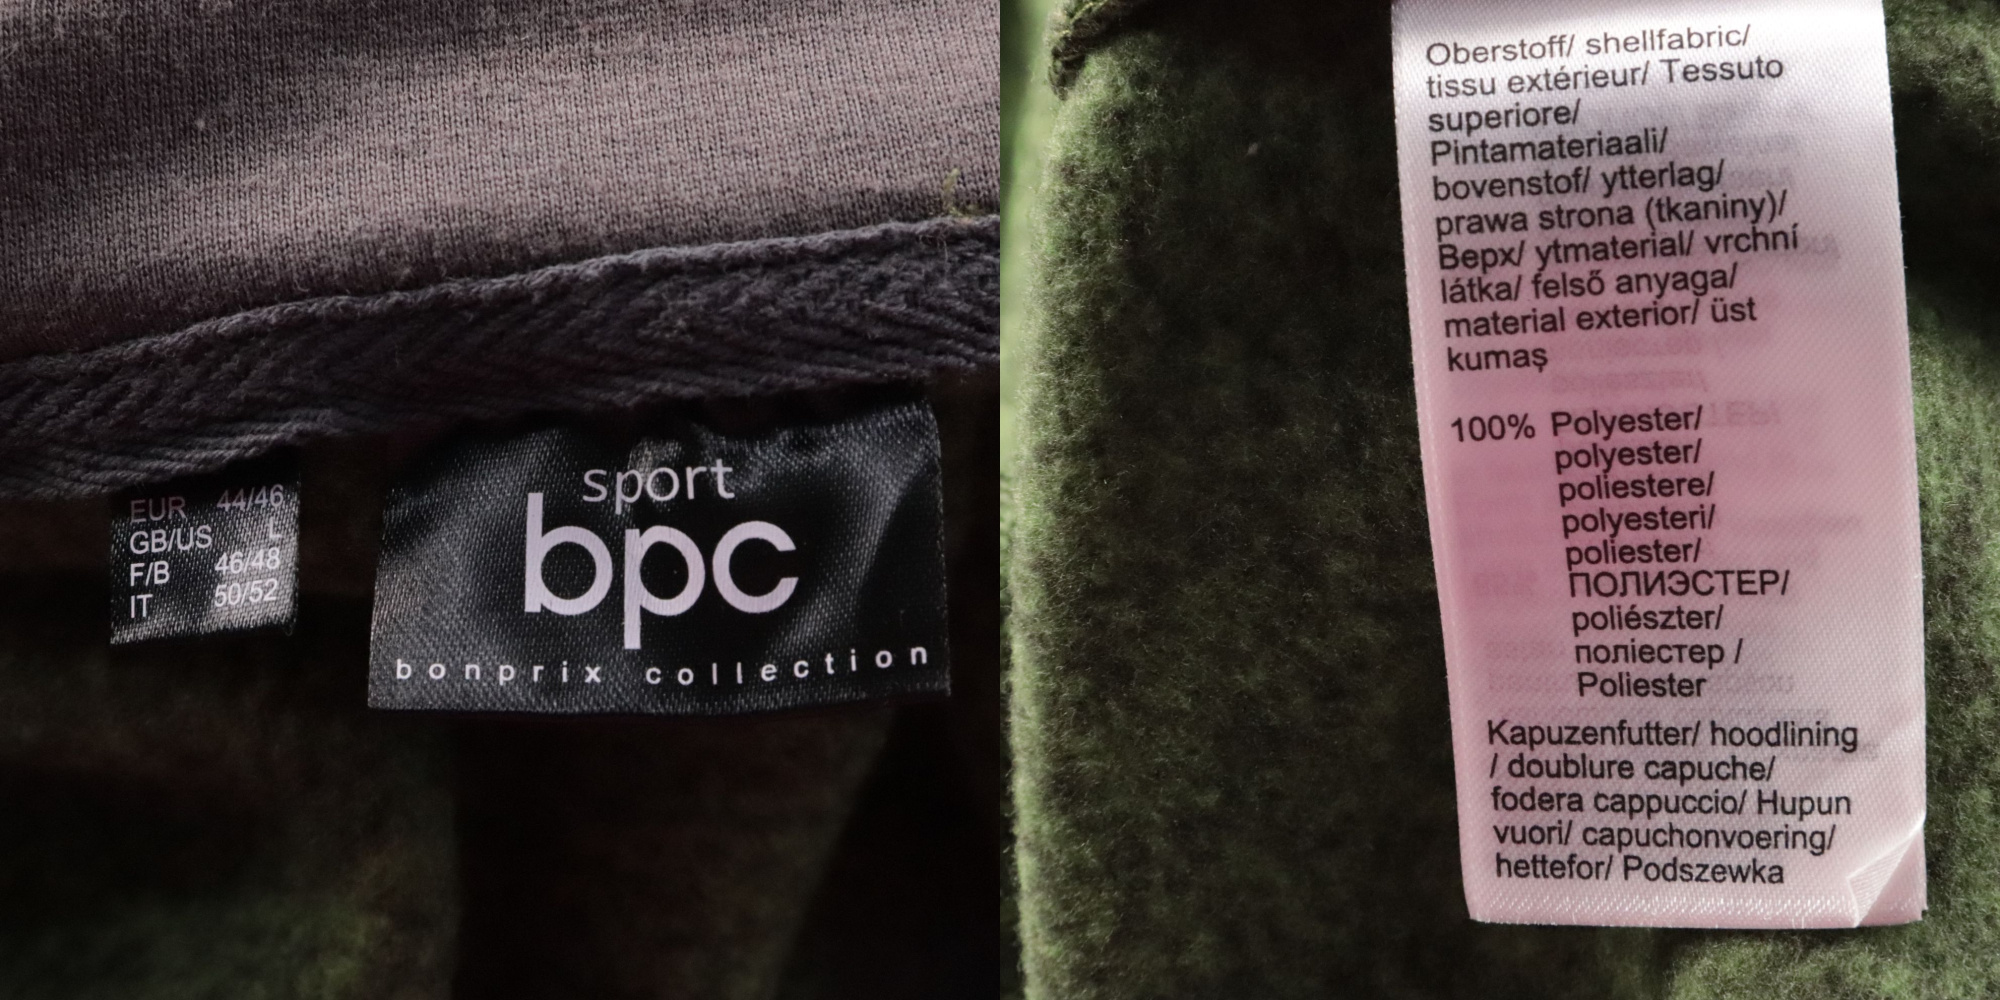 EUR 44/46
GB/US L
F/B 46/48
IT 50/52
sport
bpc
bonprix collection
Oberstoff/ shellfabric/
tissu extérieur/ Tessuto
superiore/
Pintamateriaali/
bovenstof/ ytterlag/
prawa strona (tkaniny)/
Верх/ ytmaterial/ vrchní
látka/ felső anyaga/
material exterior/ üst
kumaş
100% Polyester/
polyester/
poliestere/
polyesteri/
poliester/
ПОЛИЭСТЕР/
poliészter/
поліестер /
Poliester
Kapuzenfutter/ hoodlining
/ doublure capuche/
fodera cappuccio/ Hupun
vuori/ capuchonvoering/
hettefor/ Podszewka